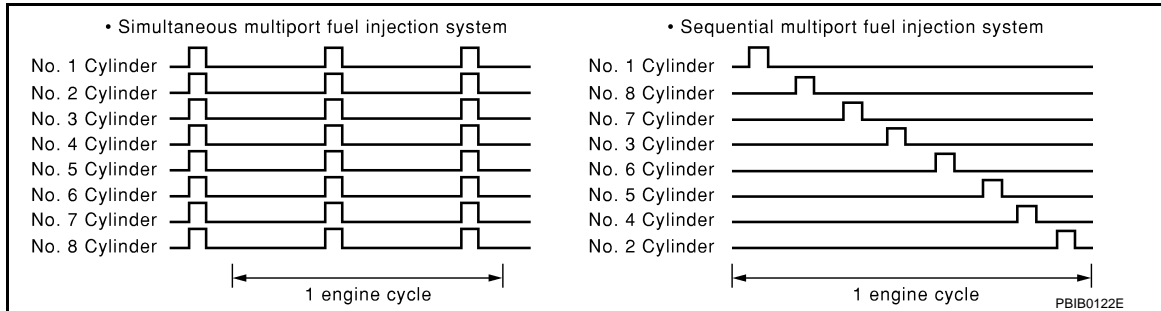 • Simultaneous multiport fuel injection system
No. 1 Cylinder
No. 2 Cylinder
No. 3 Cylinder
No. 4 Cylinder
No. 5 Cylinder
No. 6 Cylinder
No. 7 Cylinder
No. 8 Cylinder
1 engine cycle
• Sequential multiport fuel injection system
No. 1 Cylinder
No. 8 Cylinder
No. 7 Cylinder
No. 3 Cylinder
No. 6 Cylinder
No. 5 Cylinder
No. 4 Cylinder
No. 2 Cylinder
1 engine cycle
PBIB0122E